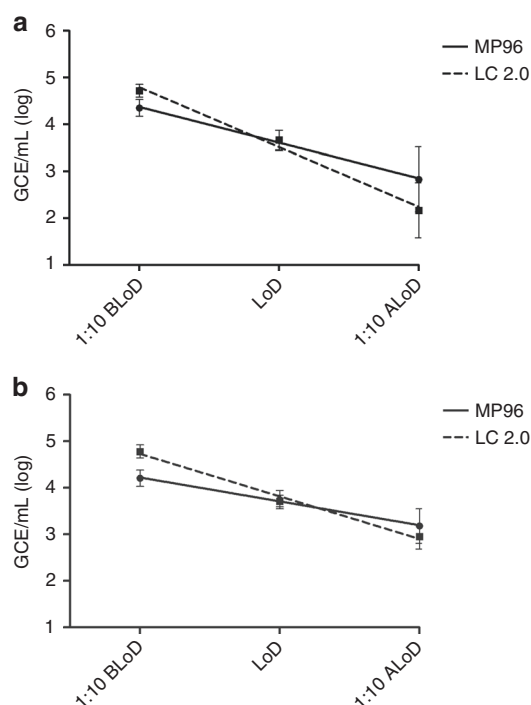 a
6
5
4
3
2
1
GCE/mL (log)
MP96
LC 2.0
1:10 BLoD
LoD
1:10 ALoD
b
6
5
4
3
2
1
GCE/mL (log)
MP96
LC 2.0
1:10 BLoD
LoD
1:10 ALoD